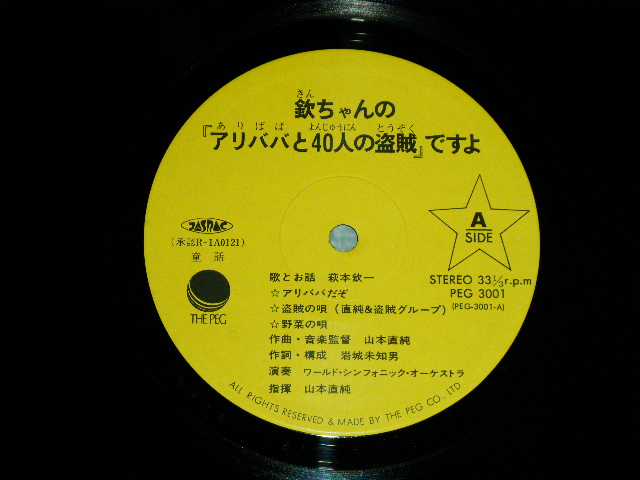 きん
欽ちゃんの
ありばば よんじゅうにん とうぞく
『アリババと40人の盗賊』ですよ
JASRAC
(承認R-1A0121)
童話
THE PEG
A
SIDE
STEREO 33⅓r.p.m
PEG 3001
(PEG-3001-A)
歌とお話 萩本欽一
☆アリババだぞ
☆盗賊の唄（直純&盗賊グループ）
☆野菜の唄
作曲・音楽監督 山本直純
作詞・構成 岩城未知男
演奏 ワールド・シンフォニック・オーケストラ
指揮 山本直純
ALL RIGHTS RESERVED & MADE BY THE PEG CO., LTD